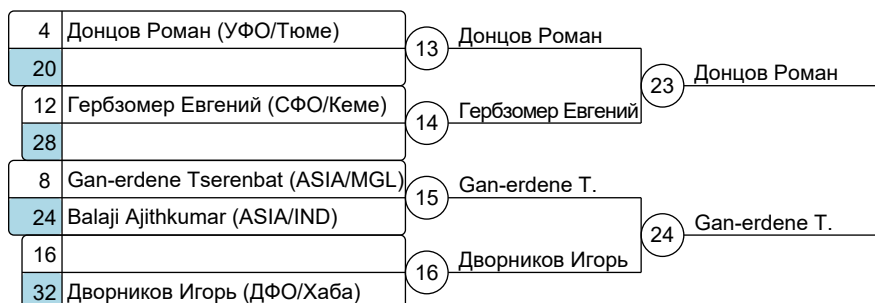 4 Донцов Роман (УФО/Тюме)
20
13 Донцов Роман
12 Гербзомер Евгений (СФО/Кеме)
28
14 Гербзомер Евгений
23 Донцов Роман
8 Gan-erdene Tserenbat (ASIA/MGL)
24 Balaji Ajithkumar (ASIA/IND)
15 Gan-erdene T.
16
32 Дворников Игорь (ДФО/Хаба)
16 Дворников Игорь
24 Gan-erdene T.